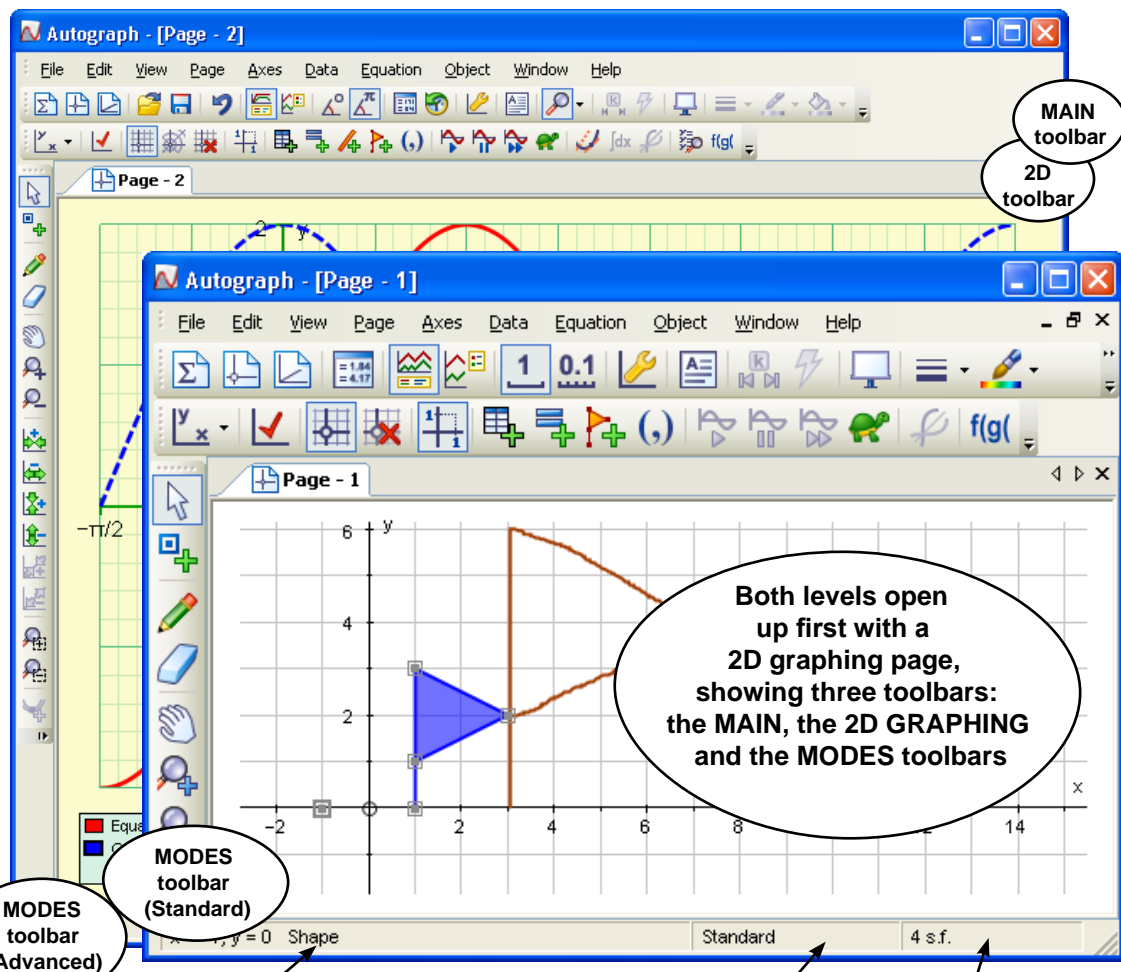 Autograph - [Page - 2]
File Edit View Page Axes Data Equation Object Window Help
MAIN
toolbar
2D
toolbar
f(g(
Page - 2
2
y
−π/2
Autograph - [Page - 1]
File Edit View Page Axes Data Equation Object Window Help
1 0.1
f(g(
Page - 1
6
y
4
2
Both levels open
up first with a
2D graphing page,
showing three toolbars:
the MAIN, the 2D GRAPHING
and the MODES toolbars
x
−2 2 4 6 8 12 14
MODES
toolbar
(Standard)
MODES
toolbar
Advanced)
y = 0 Shape Standard 4 s.f.